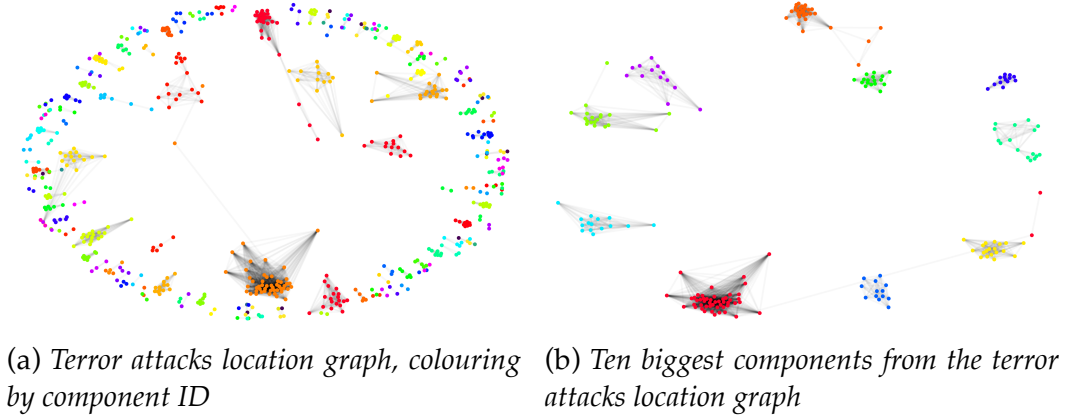 (a) Terror attacks location graph, colouring
by component ID
(b) Ten biggest components from the terror
attacks location graph